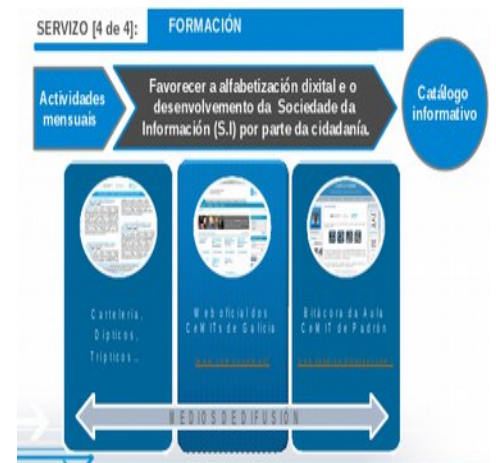 SERVIZO [4 de 4]:
FORMACIÓN
Actividades
mensuais
Favorecer a alfabetización dixital e o
desenvolvemento da Sociedade da
Información (S.I) por parte da cidadanía.
Catálogo
informativo
Cartelería,
Dípticos,
Trípticos...
Web oficial dos
CeMITs de Galicia
Bitácora da Aula
CeMIT de Padrón
MEDIOS DE DIFUSIÓN